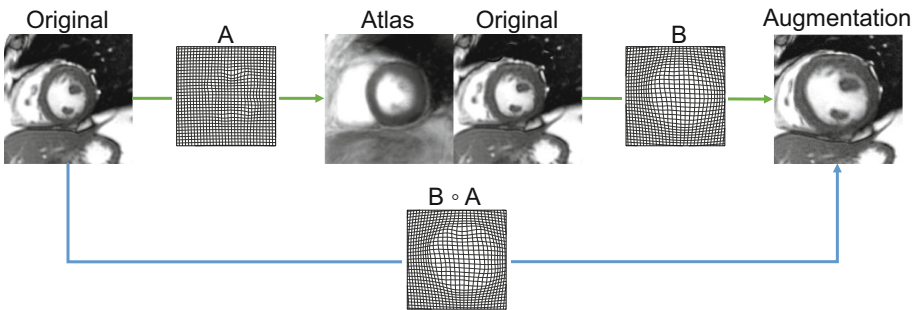 Original
A
Atlas
Original
B
Augmentation
B ∘ A